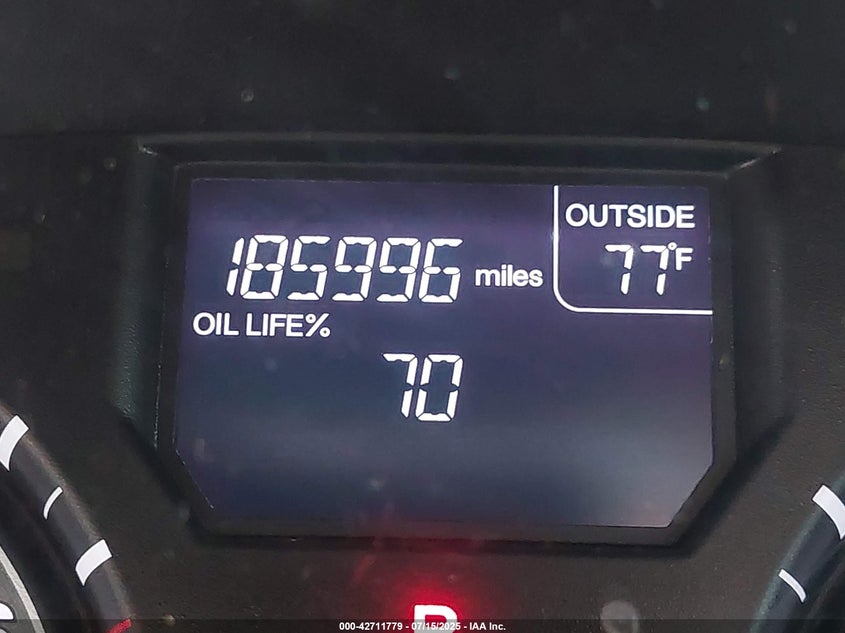 OUTSIDE
185996 miles 77°F
OIL LIFE%
70
000-42711779 - 07/15/2025 - IAA Inc.